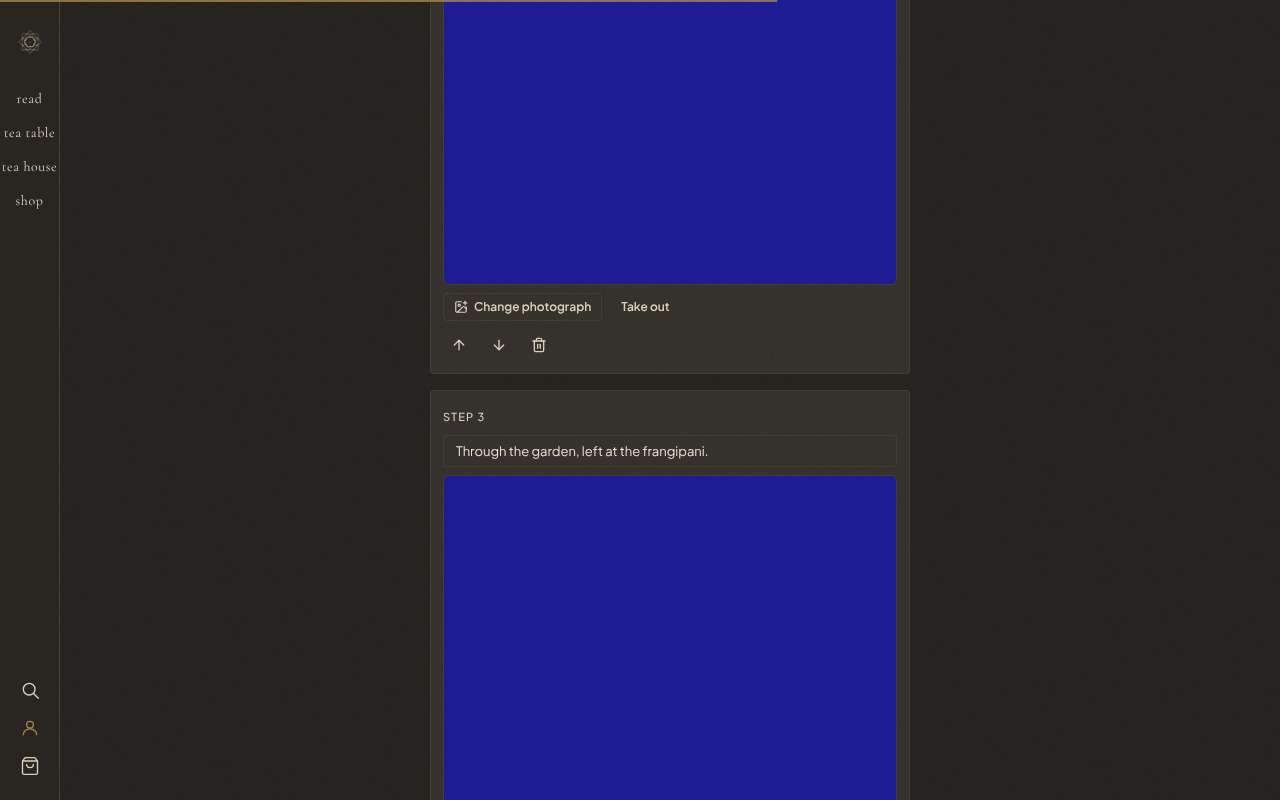 read
tea table
tea house
shop
Change photograph
Take out
STEP 3
Through the garden, left at the frangipani.